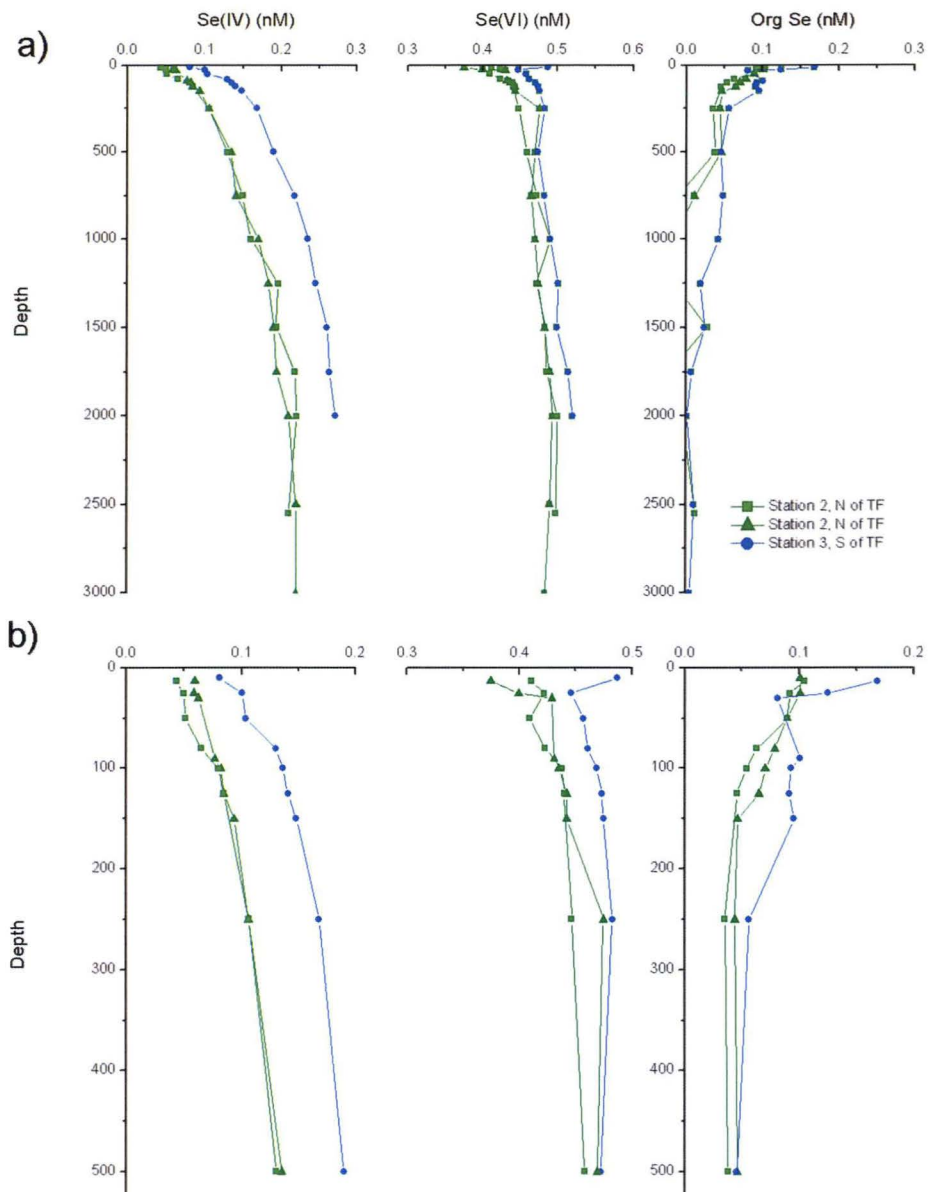 a)
Se(IV) (nM) Se(VI) (nM) Org Se (nM)
0.0 0.1 0.2 0.3 0.3 0.4 0.5 0.6 0.0 0.1 0.2 0.3
0
500
1000
1500
2000
2500
3000
Depth
Station 2, N of TF
Station 2, N of TF
Station 3, S of TF
b)
0.0 0.1 0.2 0.3 0.4 0.5 0.0 0.1 0.2
0
100
200
300
400
500
Depth